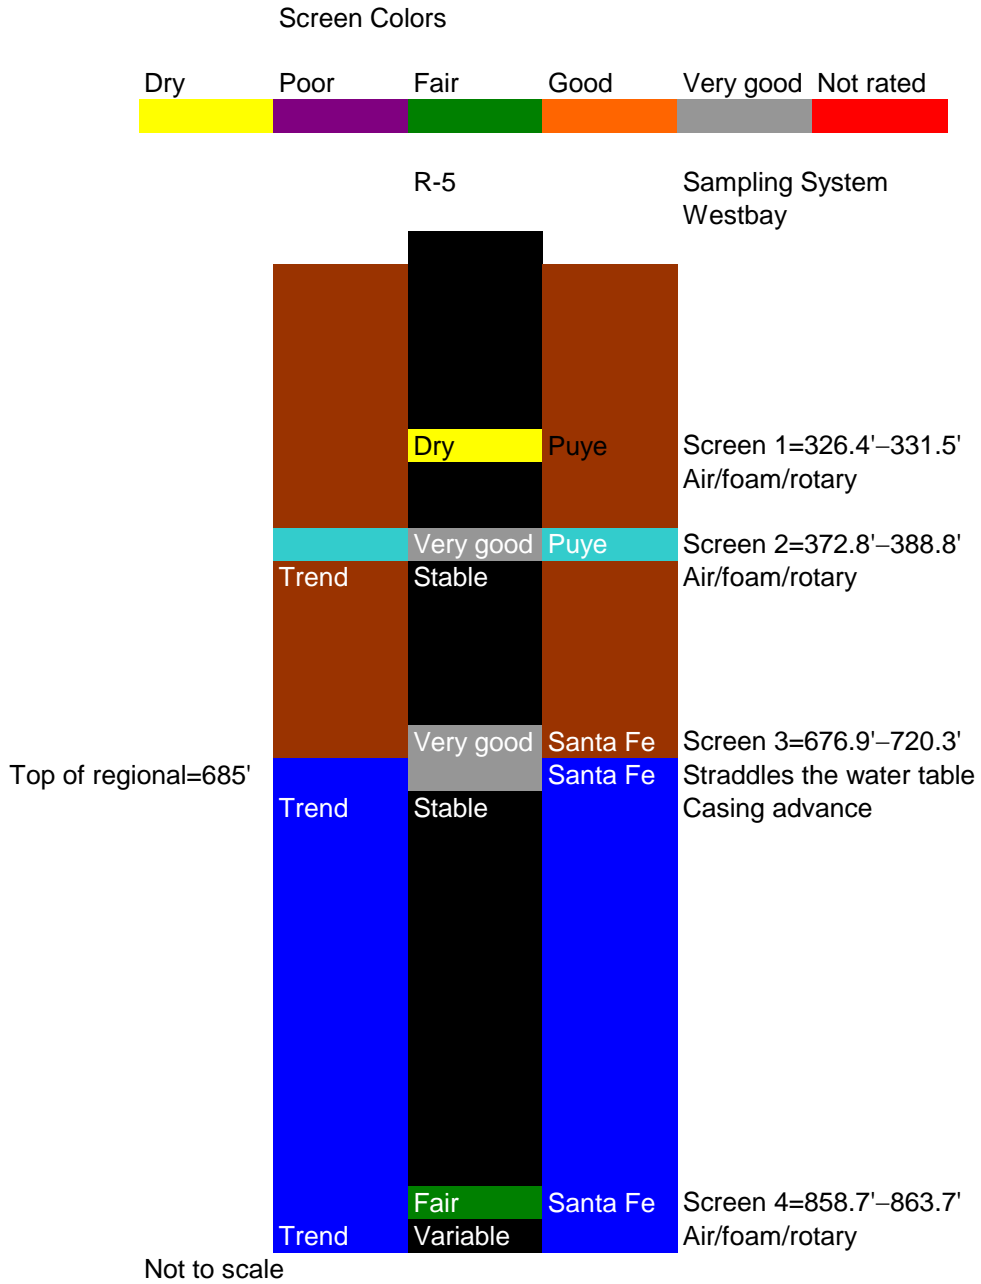 Screen Colors
Dry Poor Fair Good Very good Not rated
R-5 Sampling System
Westbay
Dry Puye Screen 1=326.4'–331.5'
Air/foam/rotary
Very good Puye Screen 2=372.8'–388.8'
Trend Stable Air/foam/rotary
Very good Santa Fe Screen 3=676.9'–720.3'
Top of regional=685' Santa Fe Straddles the water table
Trend Stable Casing advance
Fair Santa Fe Screen 4=858.7'–863.7'
Trend Variable Air/foam/rotary
Not to scale